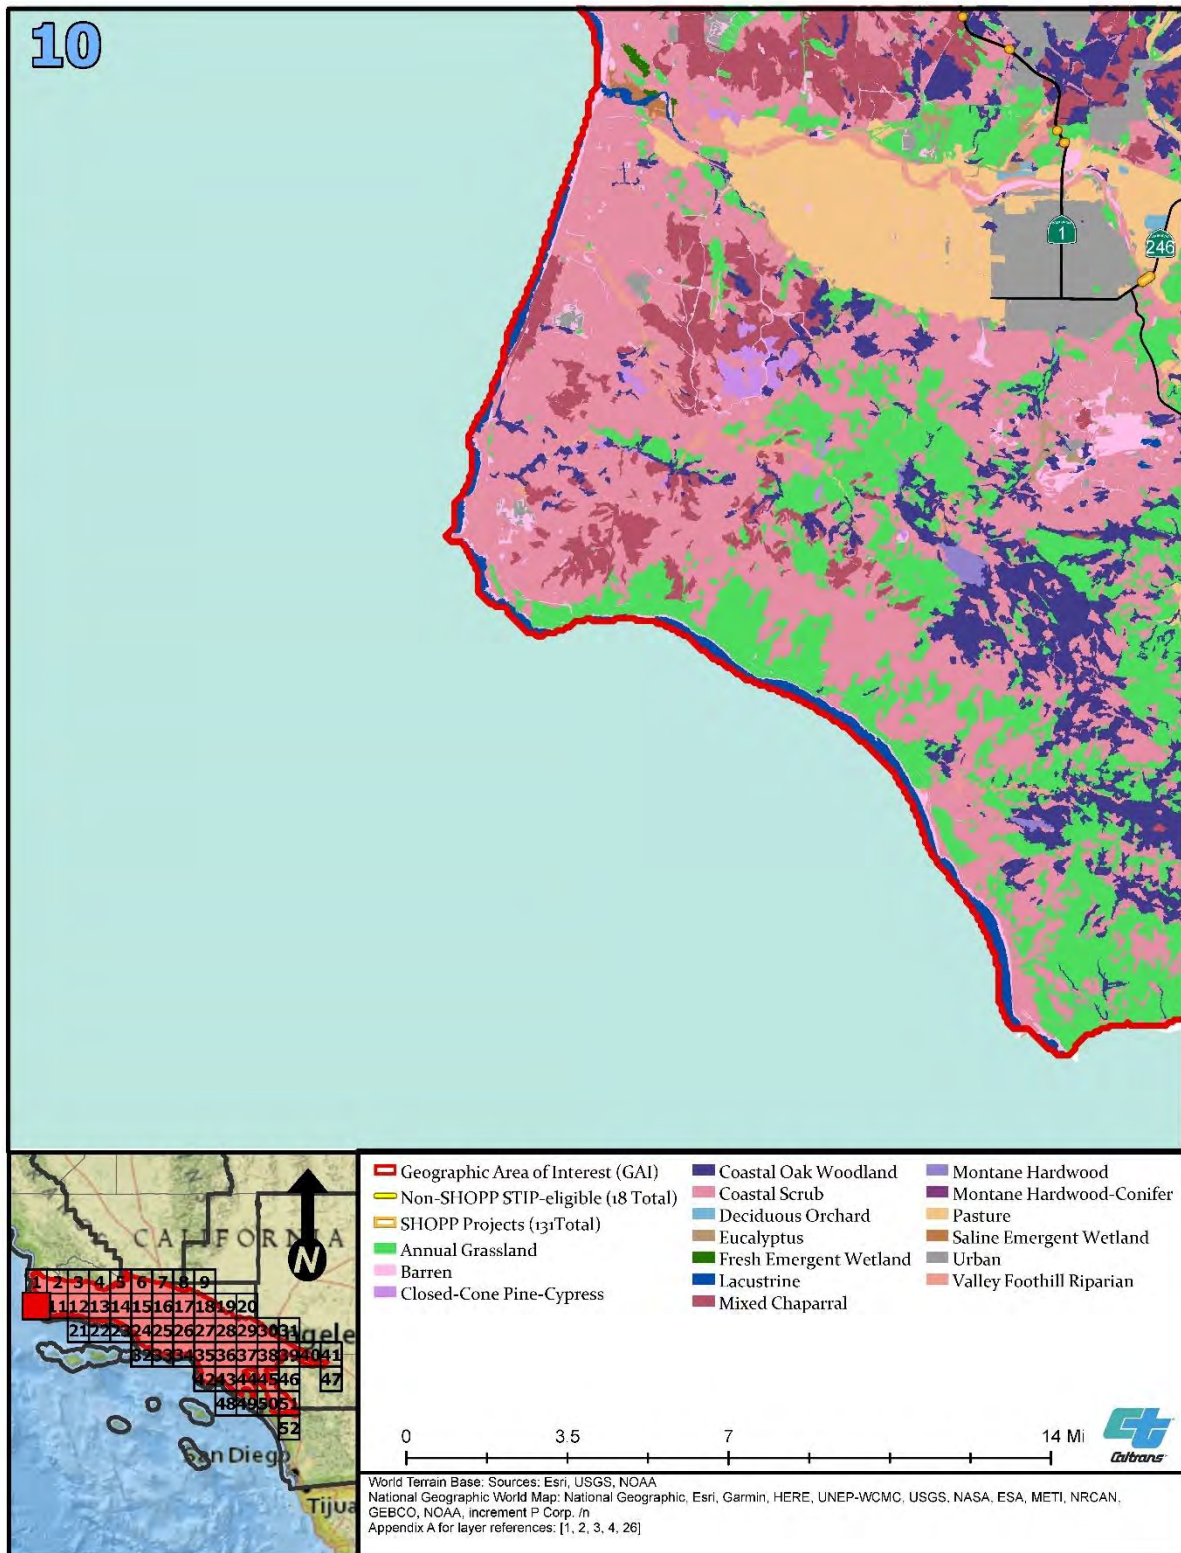 10
1
246
CALIFORNIA
N
1 2 3 4 5 6 7 8 9
11 12 13 14 15 16 17 18 19 20
21 22 23 24 25 26 27 28 29 30 31
Angele
32 33 34 35 36 37 38 39 40 41
42 43 44 45 46 47
48 49 50 51
52
San Diego
Tijua
Geographic Area of Interest (GAI)
Non-SHOPP STIP-eligible (18 Total)
SHOPP Projects (131Total)
Annual Grassland
Barren
Closed-Cone Pine-Cypress
Coastal Oak Woodland
Coastal Scrub
Deciduous Orchard
Eucalyptus
Fresh Emergent Wetland
Lacustrine
Mixed Chaparral
Montane Hardwood
Montane Hardwood-Conifer
Pasture
Saline Emergent Wetland
Urban
Valley Foothill Riparian
0 3.5 7 14 Mi
Caltrans
World Terrain Base: Sources: Esri, USGS, NOAA
National Geographic World Map: National Geographic, Esri, Garmin, HERE, UNEP-WCMC, USGS, NASA, ESA, METI, NRCAN,
GEBCO, NOAA, increment P Corp. /n
Appendix A for layer references: [1, 2, 3, 4, 26]